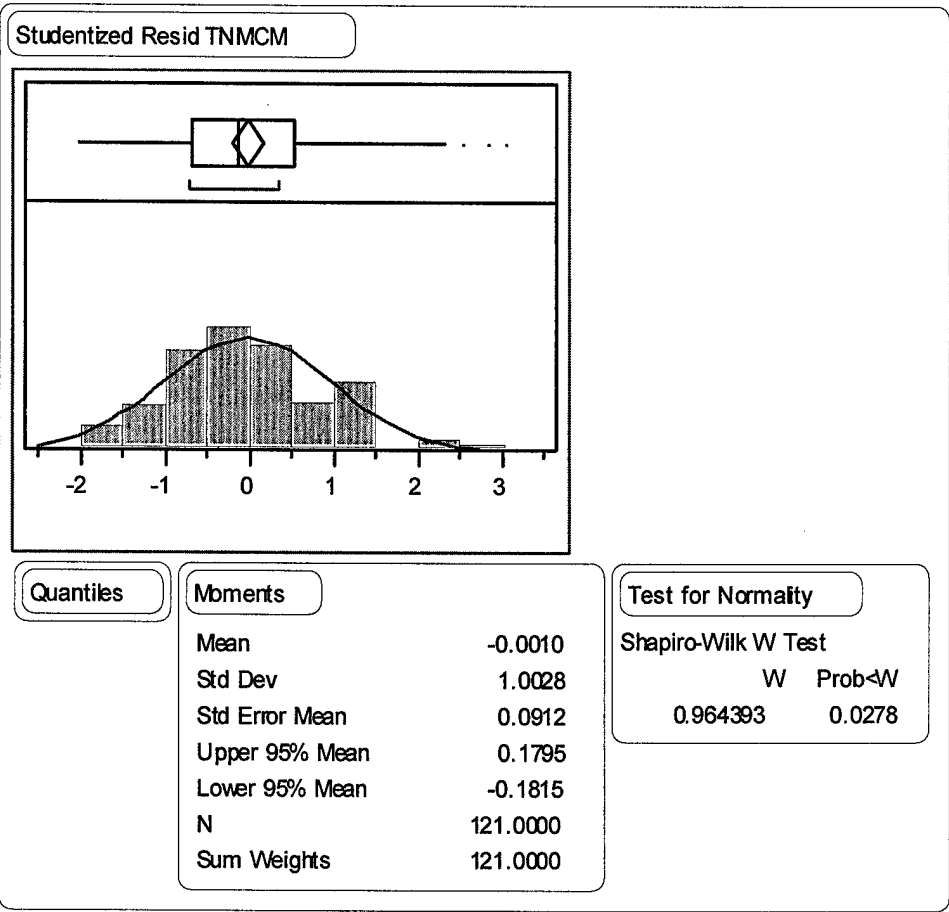 Studentized Resid TNMCM
-2 -1 0 1 2 3
Quantiles
Moments
Mean -0.0010
Std Dev 1.0028
Std Error Mean 0.0912
Upper 95% Mean 0.1795
Lower 95% Mean -0.1815
N 121.0000
Sum Weights 121.0000
Test for Normality
Shapiro-Wilk W Test
W Prob<W
0.964393 0.0278